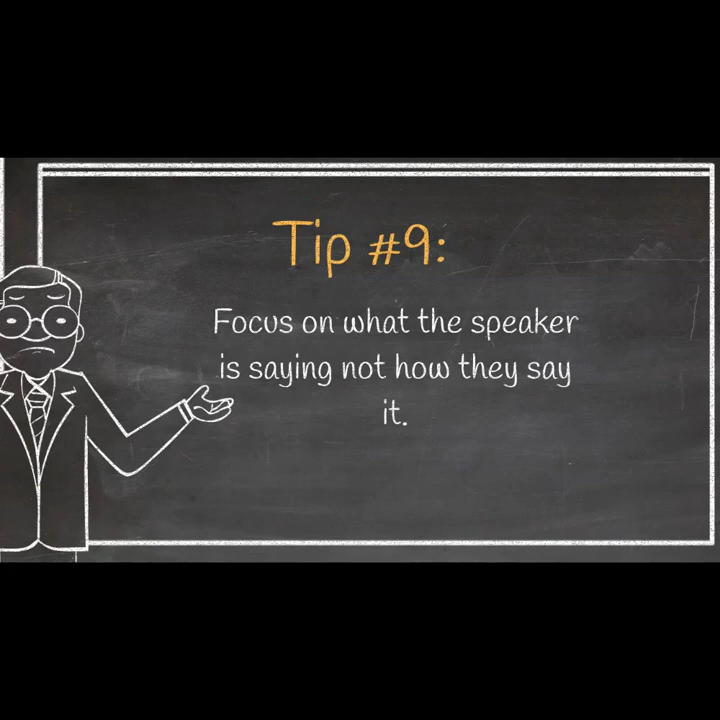 Tip #9:
Focus on what the speaker
is saying not how they say
it.